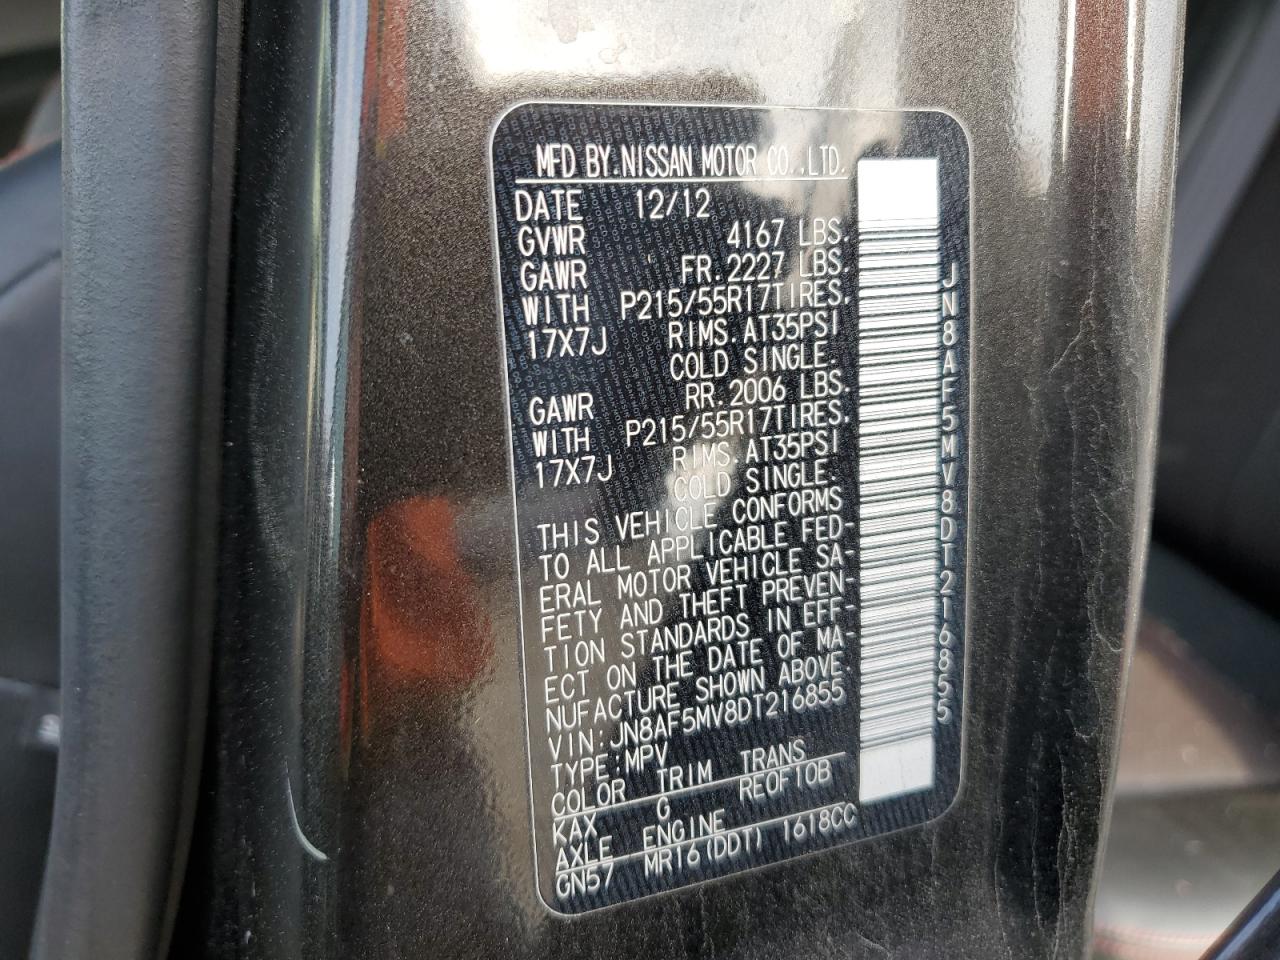 MFD BY NISSAN MOTOR CO.,LTD.
DATE 12/12
GVWR 4167 LBS.
GAWR FR.2227 LBS.
WITH P215/55R17TIRES.
17X7J RIMS.AT35PSI
COLD SINGLE.
GAWR RR.2006 LBS.
WITH P215/55R17TIRES.
17X7J RIMS.AT35PSI
COLD SINGLE.
THIS VEHICLE CONFORMS
TO ALL APPLICABLE FED-
ERAL MOTOR VEHICLE SA-
FETY AND THEFT PREVEN-
TION STANDARDS IN EFF-
ECT ON THE DATE OF MA-
NUFACTURE SHOWN ABOVE.
VIN:JN8AF5MV8DT216855
TYPE:MPV
COLOR TRIM TRANS
KAX G RE0F10B
AXLE ENGINE
GN57 MR16(DDT) 1618CC
JN8AF5MV8DT216855